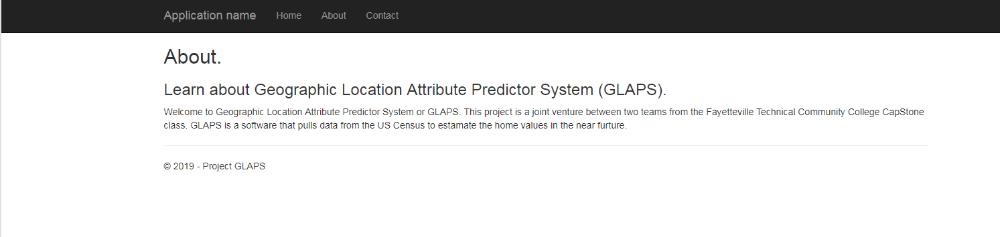 Application name Home About Contact
About.
Learn about Geographic Location Attribute Predictor System (GLAPS).
Welcome to Geographic Location Attribute Predictor System or GLAPS. This project is a joint venture between two teams from the Fayetteville Technical Community College CapStone
class. GLAPS is a software that pulls data from the US Census to estamate the home values in the near furture.
© 2019 - Project GLAPS